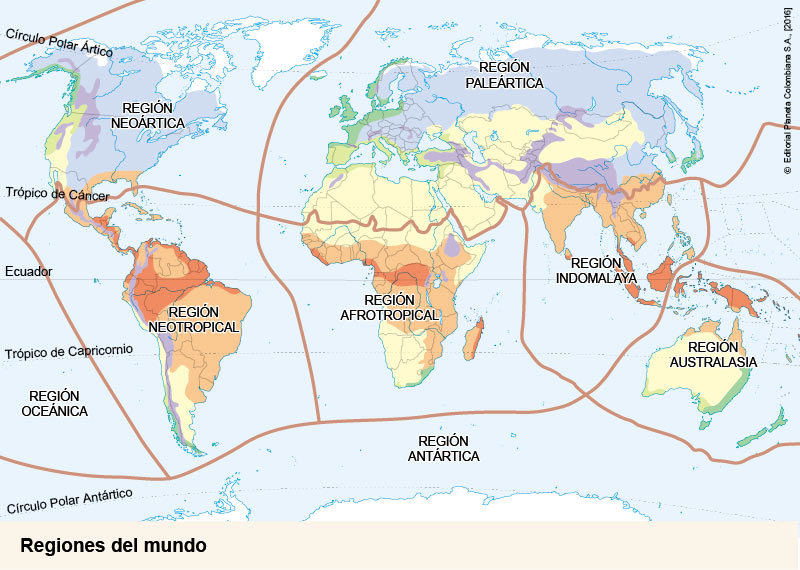 Círculo Polar Ártico
REGIÓN
PALEÁRTICA
© Editorial Planeta Colombiana S.A., [2016]
REGIÓN
NEOÁRTICA
Trópico de Cáncer
Ecuador
REGIÓN
INDOMALAYA
REGIÓN
NEOTROPICAL
REGIÓN
AFROTROPICAL
Trópico de Capricornio
REGIÓN
AUSTRALASIA
REGIÓN
OCEÁNICA
REGIÓN
ANTÁRTICA
Círculo Polar Antártico
Regiones del mundo